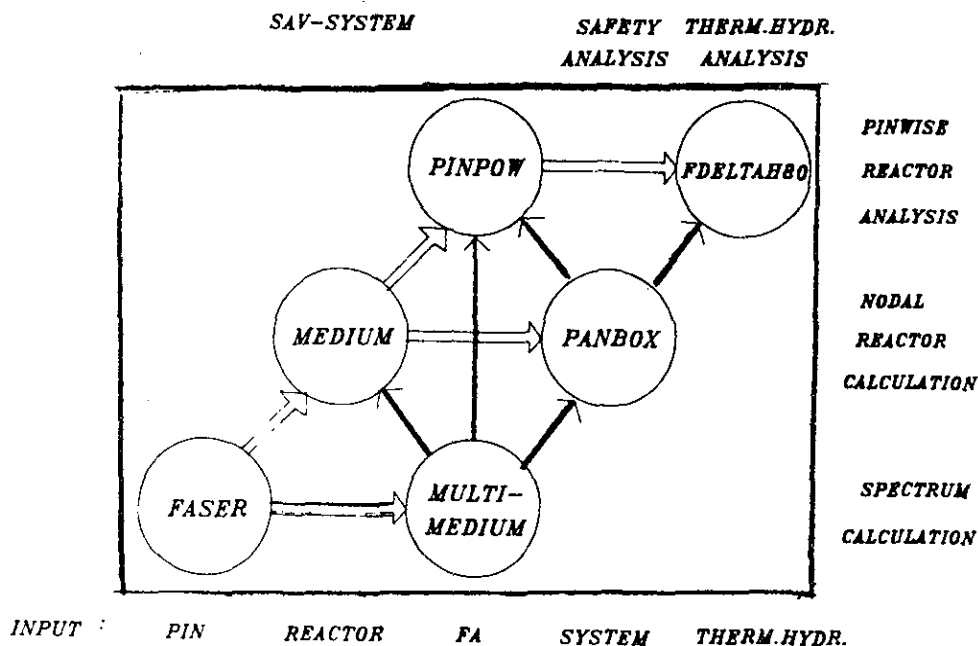 SAV-SYSTEM SAFETY THERM.HYDR.
ANALYSIS ANALYSIS
PINPOW FDELTAH80 PINWISE
REACTOR
ANALYSIS
MEDIUM PANBOX NODAL
REACTOR
CALCULATION
FASER MULTI-
MEDIUM SPECTRUM
CALCULATION
INPUT : PIN REACTOR FA SYSTEM THERM.HYDR.